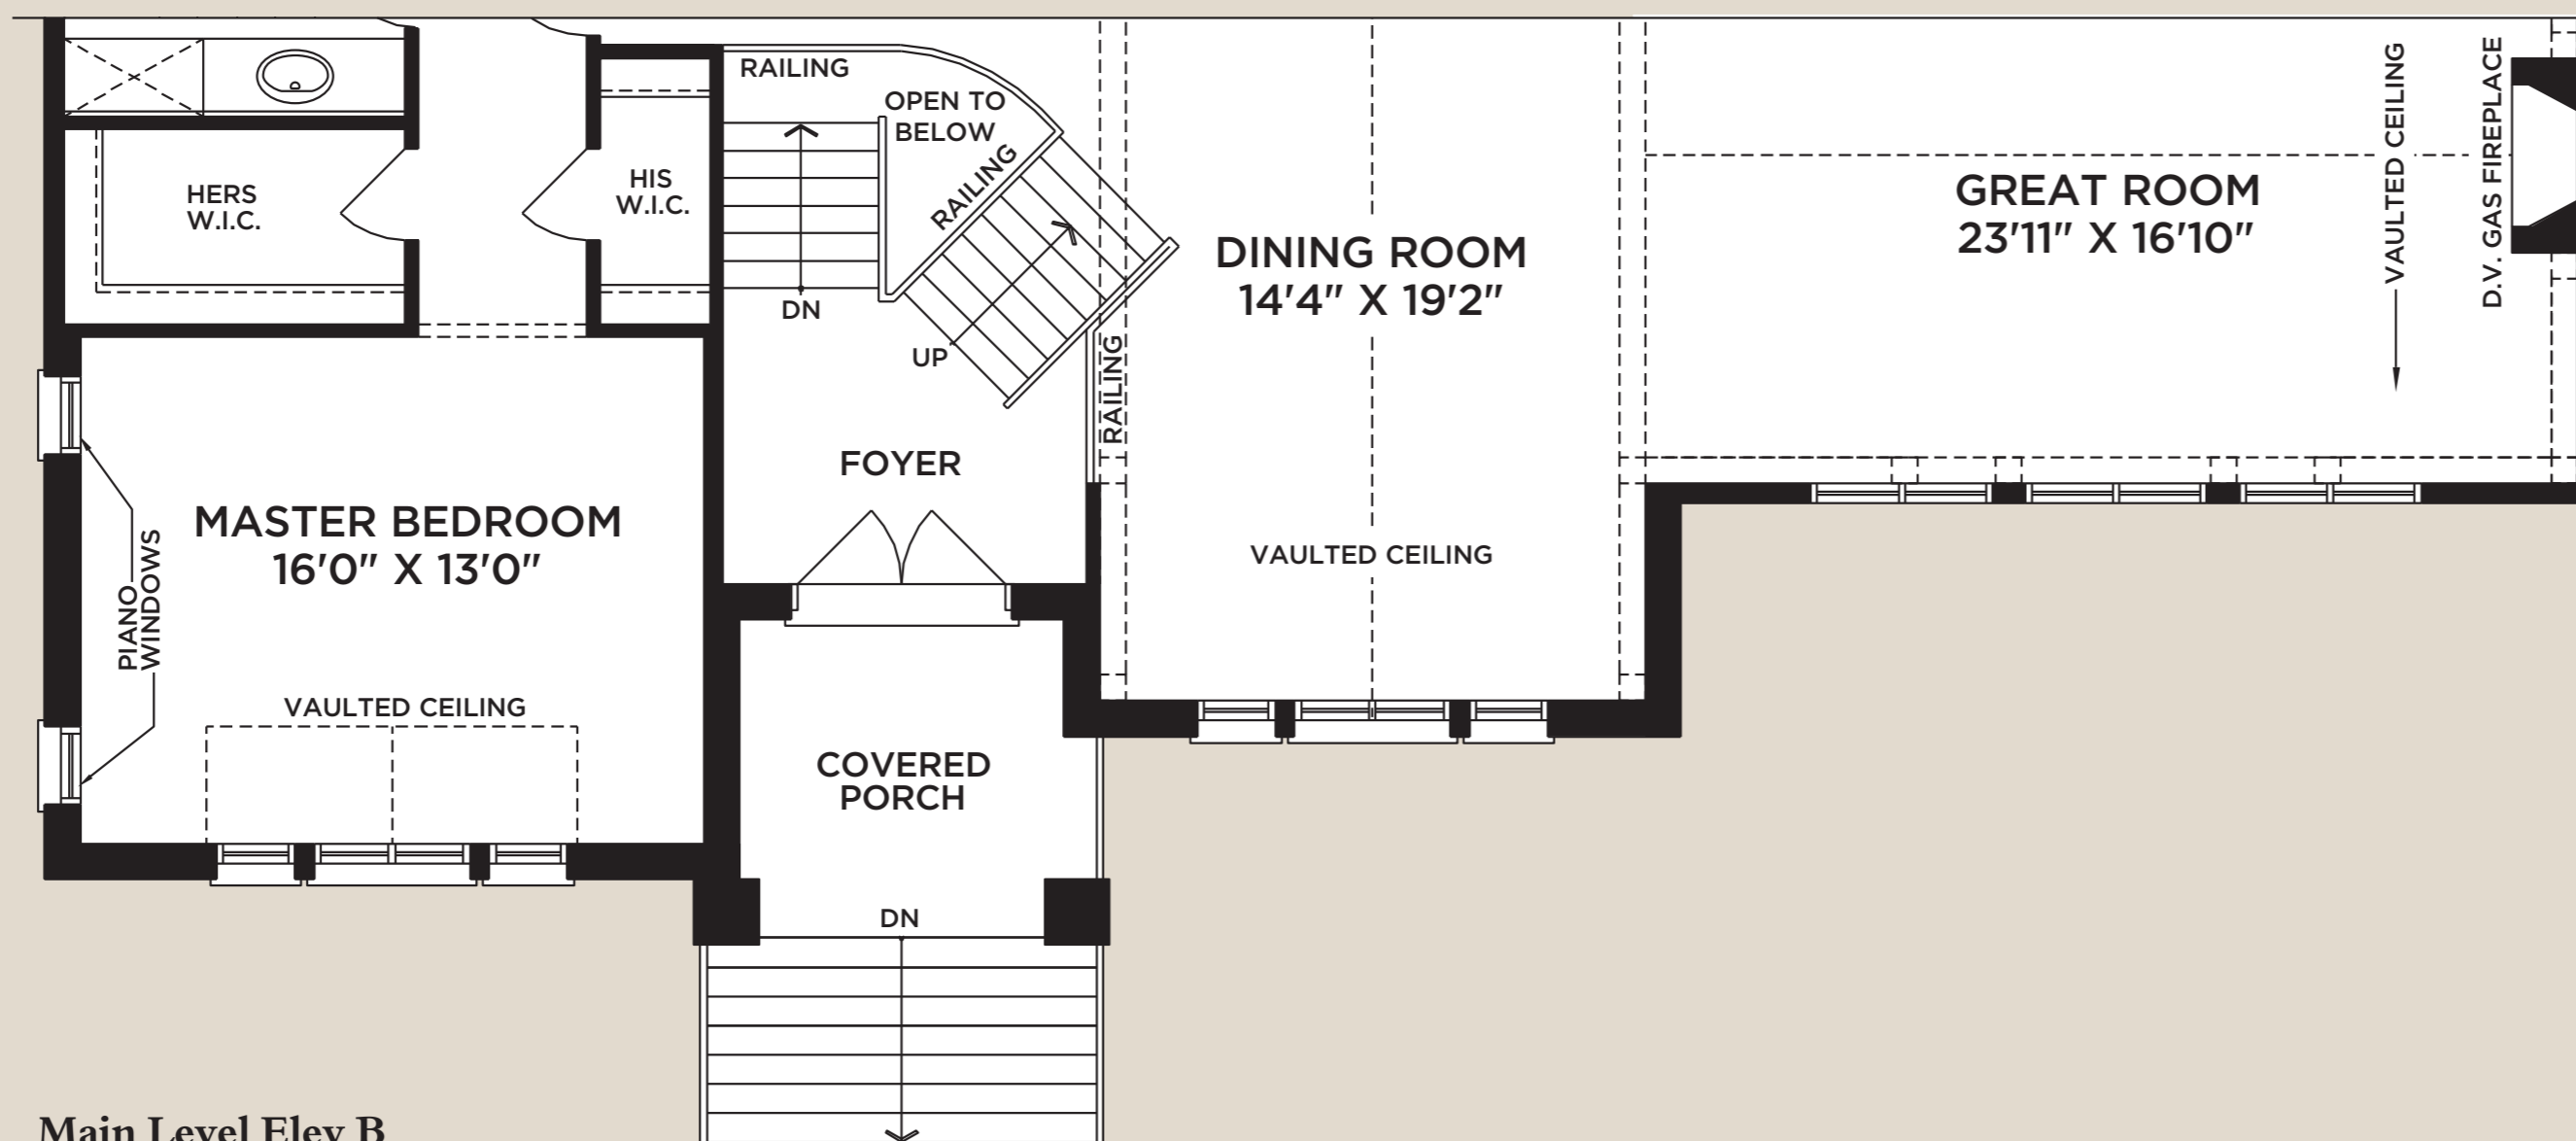 RAILING
OPEN TO
BELOW
RAILING
HERS
W.I.C.
HIS
W.I.C.
DN
UP
RAILING
DINING ROOM
14'4" X 19'2"
GREAT ROOM
23'11" X 16'10"
VAULTED CEILING
D.V. GAS FIREPLACE
FOYER
MASTER BEDROOM
16'0" X 13'0"
PIANO
WINDOWS
VAULTED CEILING
VAULTED CEILING
COVERED
PORCH
DN
Main Level Elev B